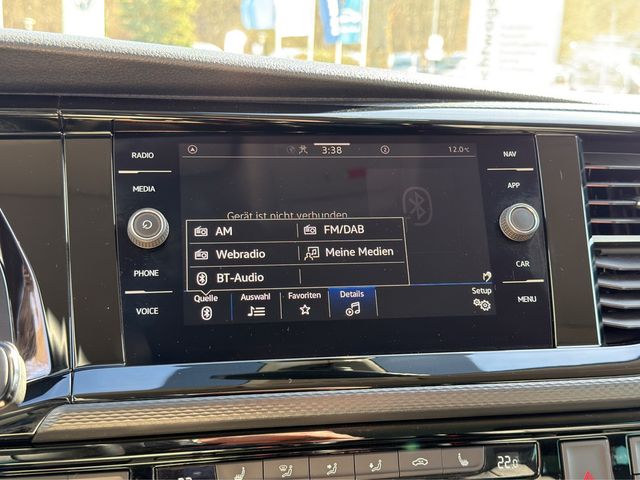 RADIO
MEDIA
PHONE
VOICE
3:38
2
12.0°C
Gerät ist nicht verbunden
AM
FM/DAB
Webradio
Meine Medien
BT-Audio
Quelle
Auswahl
Favoriten
Details
Setup
NAV
APP
CAR
MENU
22.0